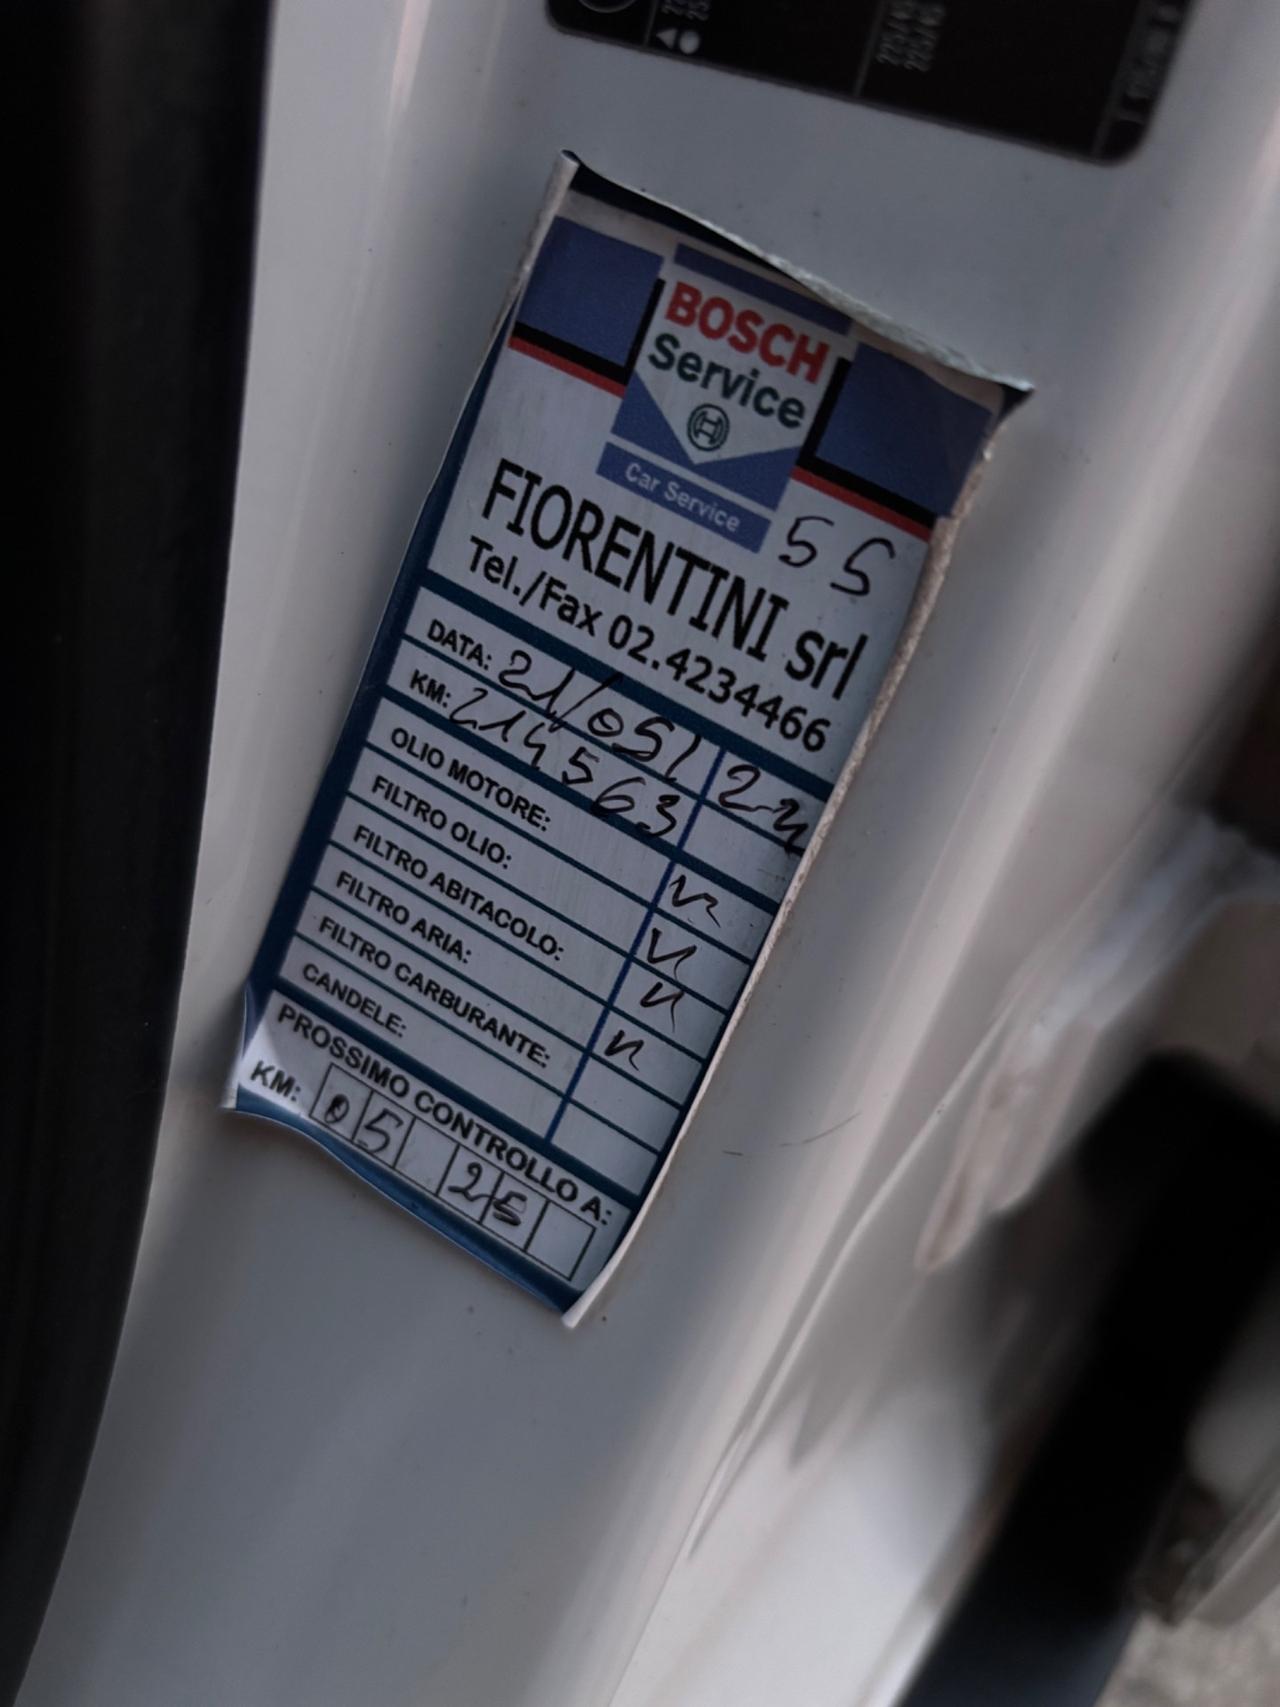 BOSCH
Service
Car Service
5 S
FIORENTINI srl
Tel./Fax 02.4234466
DATA: 21/05/24
KM: 214563
OLIO MOTORE:
FILTRO OLIO:
FILTRO ABITACOLO:
FILTRO ARIA:
FILTRO CARBURANTE:
CANDELE:
PROSSIMO CONTROLLO A:
KM: 05 25